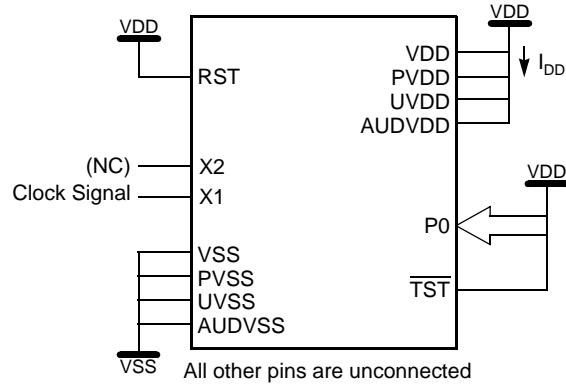 VDD
RST
(NC)
X2
Clock Signal
X1
VSS
PVSS
UVSS
AUDVSS
VSS
VDD
VDD
PVDD
UVDD
AUDVDD
IDD
VDD
P0
TST
All other pins are unconnected